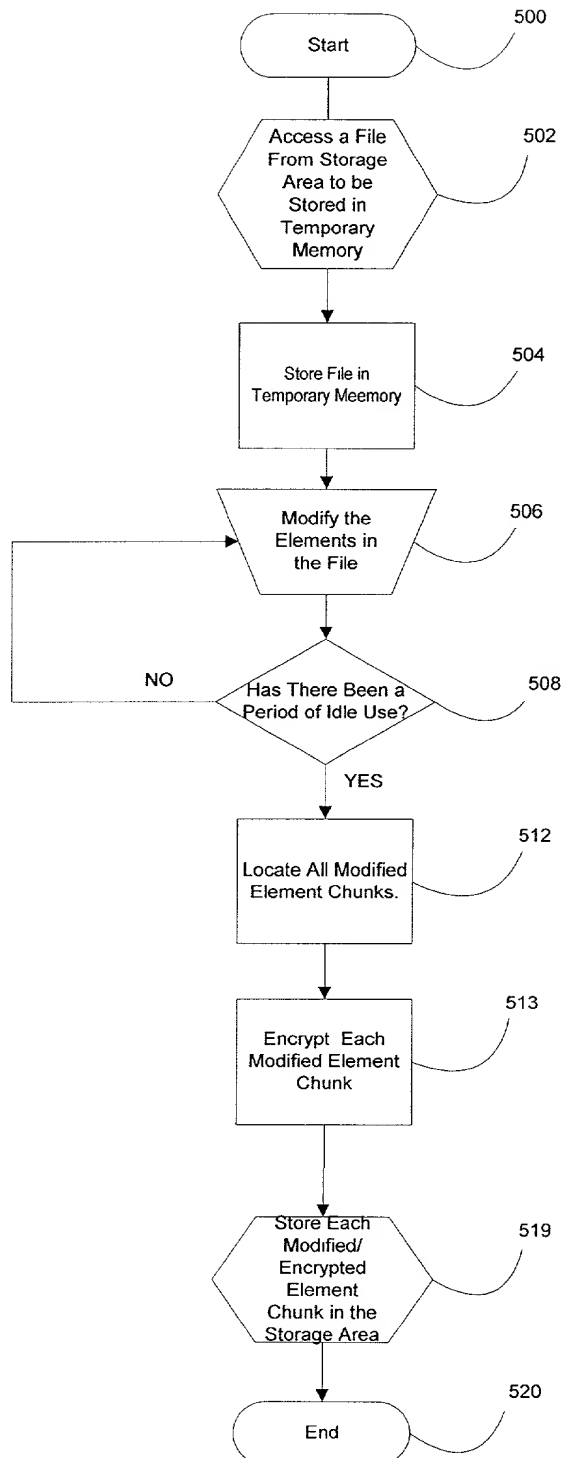 500
Start
502
Access a File
From Storage
Area to be
Stored in
Temporary
Memory
504
Store File in
Temporary Meemory
506
Modify the
Elements in
the File
NO
Has There Been a
Period of Idle Use?
508
YES
512
Locate All Modified
Element Chunks.
513
Encrypt Each
Modified Element
Chunk
519
Store Each
Modified/
Encrypted
Element
Chunk in the
Storage Area
520
End